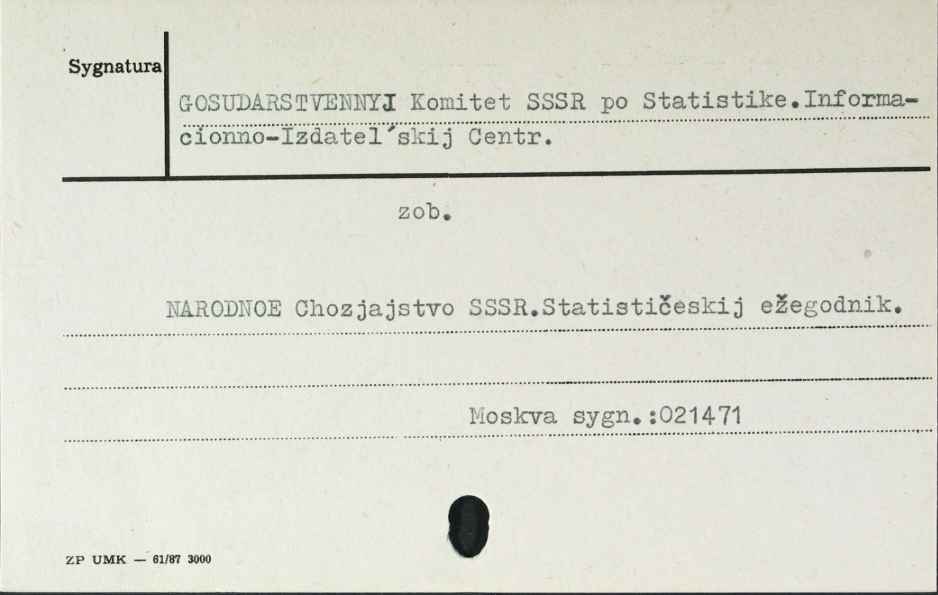 Sygnatura
GOSUDARSTVENNYJ Komitet SSSR po Statistike.Informa-
cionno-Izdatel´skij Centr.
zob.
NARODNOE Chozjajstvo SSSR.Statističeskij ežegodnik.
Moskva sygn.:021471
ZP UMK — 61/87 3000